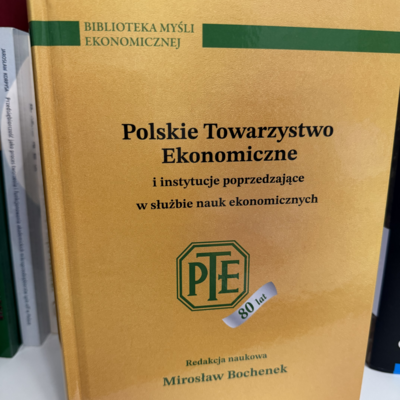 BIBLIOTEKA MYŚLI
EKONOMICZNEJ
Polskie Towarzystwo
Ekonomiczne
i instytucje poprzedzające
w służbie nauk ekonomicznych
PTE
80 lat
Redakcja naukowa
Mirosław Bochenek